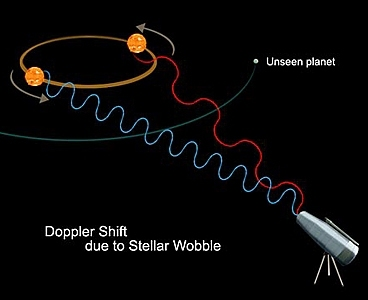 Unseen planet
Doppler Shift
due to Stellar Wobble